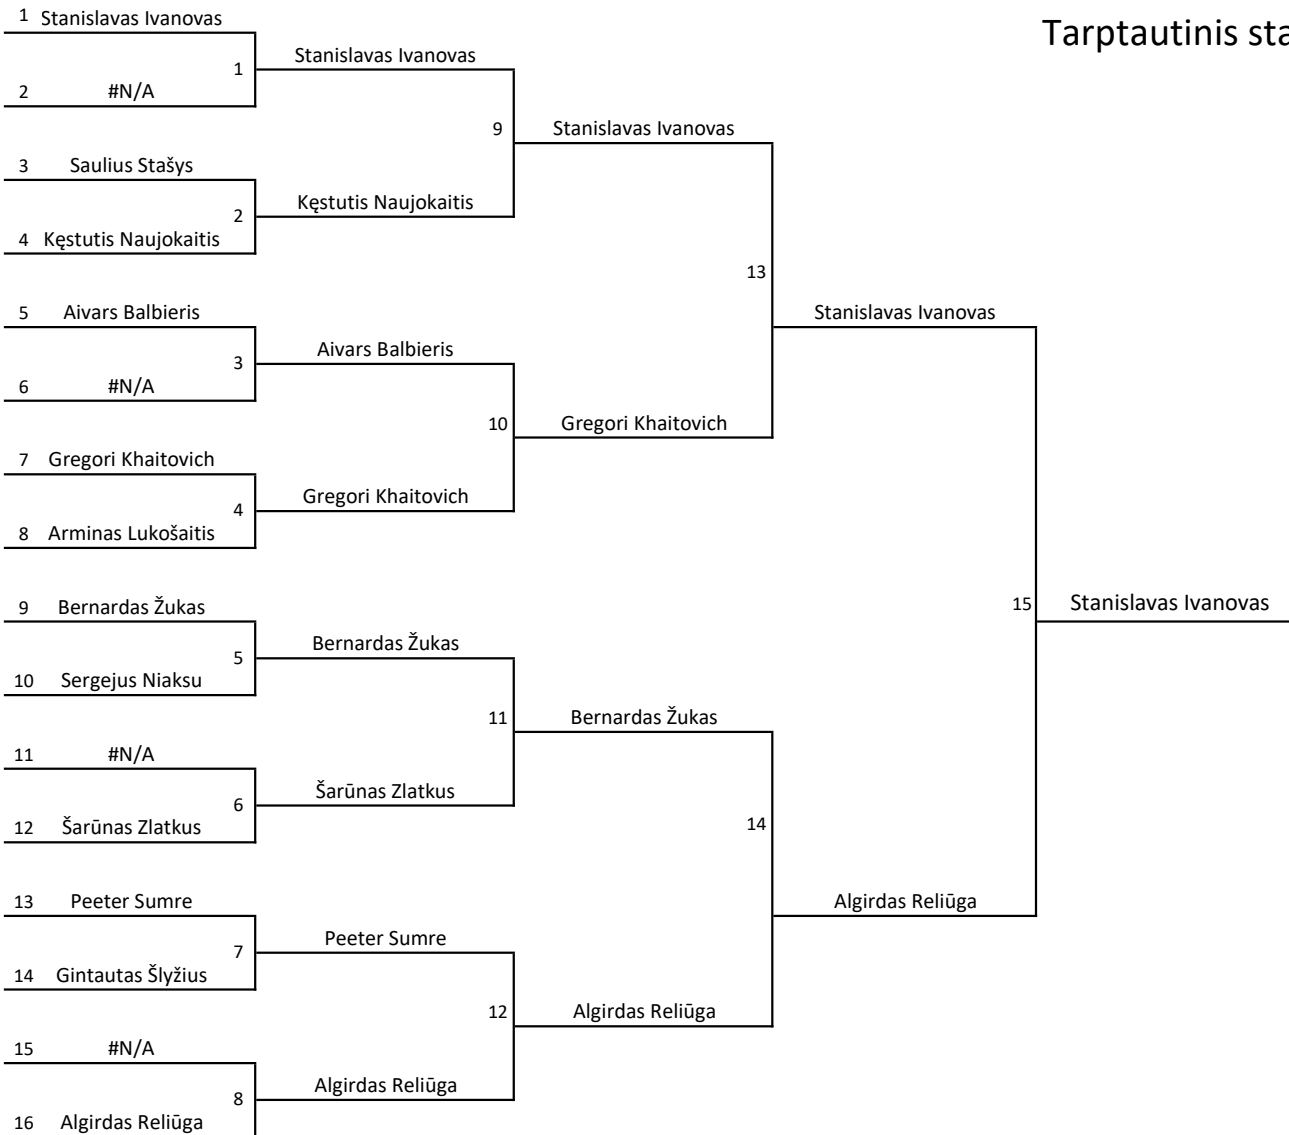 1 Stanislavas Ivanovas
Tarptautinis sta
Stanislavas Ivanovas
1
2 #N/A
9 Stanislavas Ivanovas
3 Saulius Stašys
Kęstutis Naujokaitis
2
4 Kęstutis Naujokaitis
13
5 Aivars Balbieris
Stanislavas Ivanovas
Aivars Balbieris
3
6 #N/A
10 Gregori Khaitovich
7 Gregori Khaitovich
Gregori Khaitovich
4
8 Arminas Lukošaitis
9 Bernardas Žukas
15 Stanislavas Ivanovas
Bernardas Žukas
5
10 Sergejus Niaksu
11 Bernardas Žukas
11 #N/A
Šarūnas Zlatkus
6
12 Šarūnas Zlatkus
14
13 Peeter Sumre
Algirdas Reliūga
Peeter Sumre
7
14 Gintautas Šlyžius
12 Algirdas Reliūga
15 #N/A
Algirdas Reliūga
8
16 Algirdas Reliūga